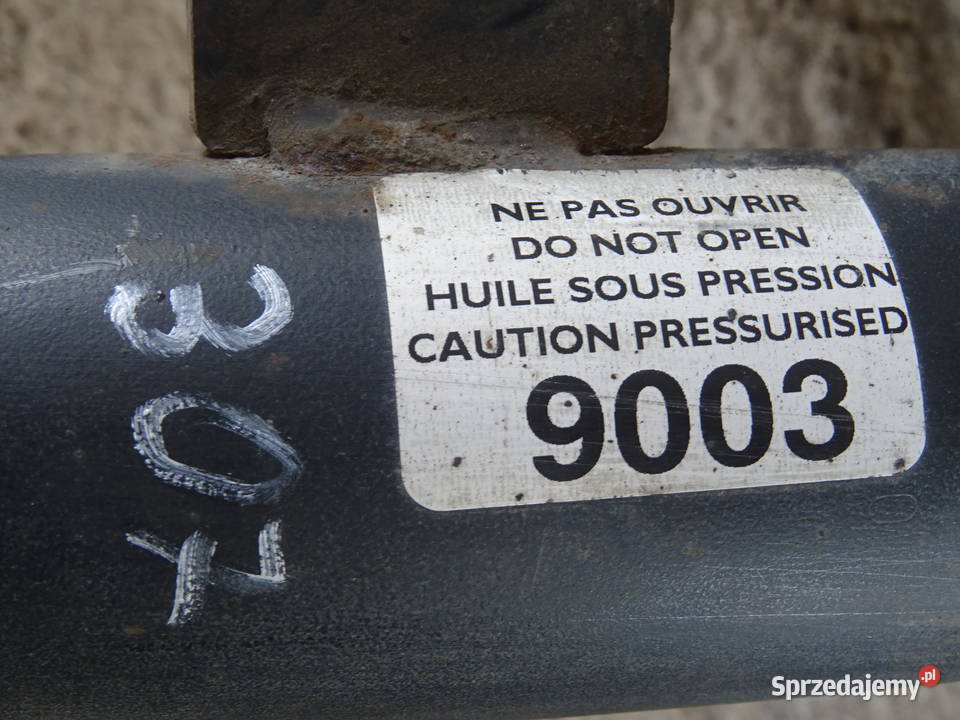 307
NE PAS OUVRIR
DO NOT OPEN
HUILE SOUS PRESSION
CAUTION PRESSURISED
9003
Sprzedajemy.pl